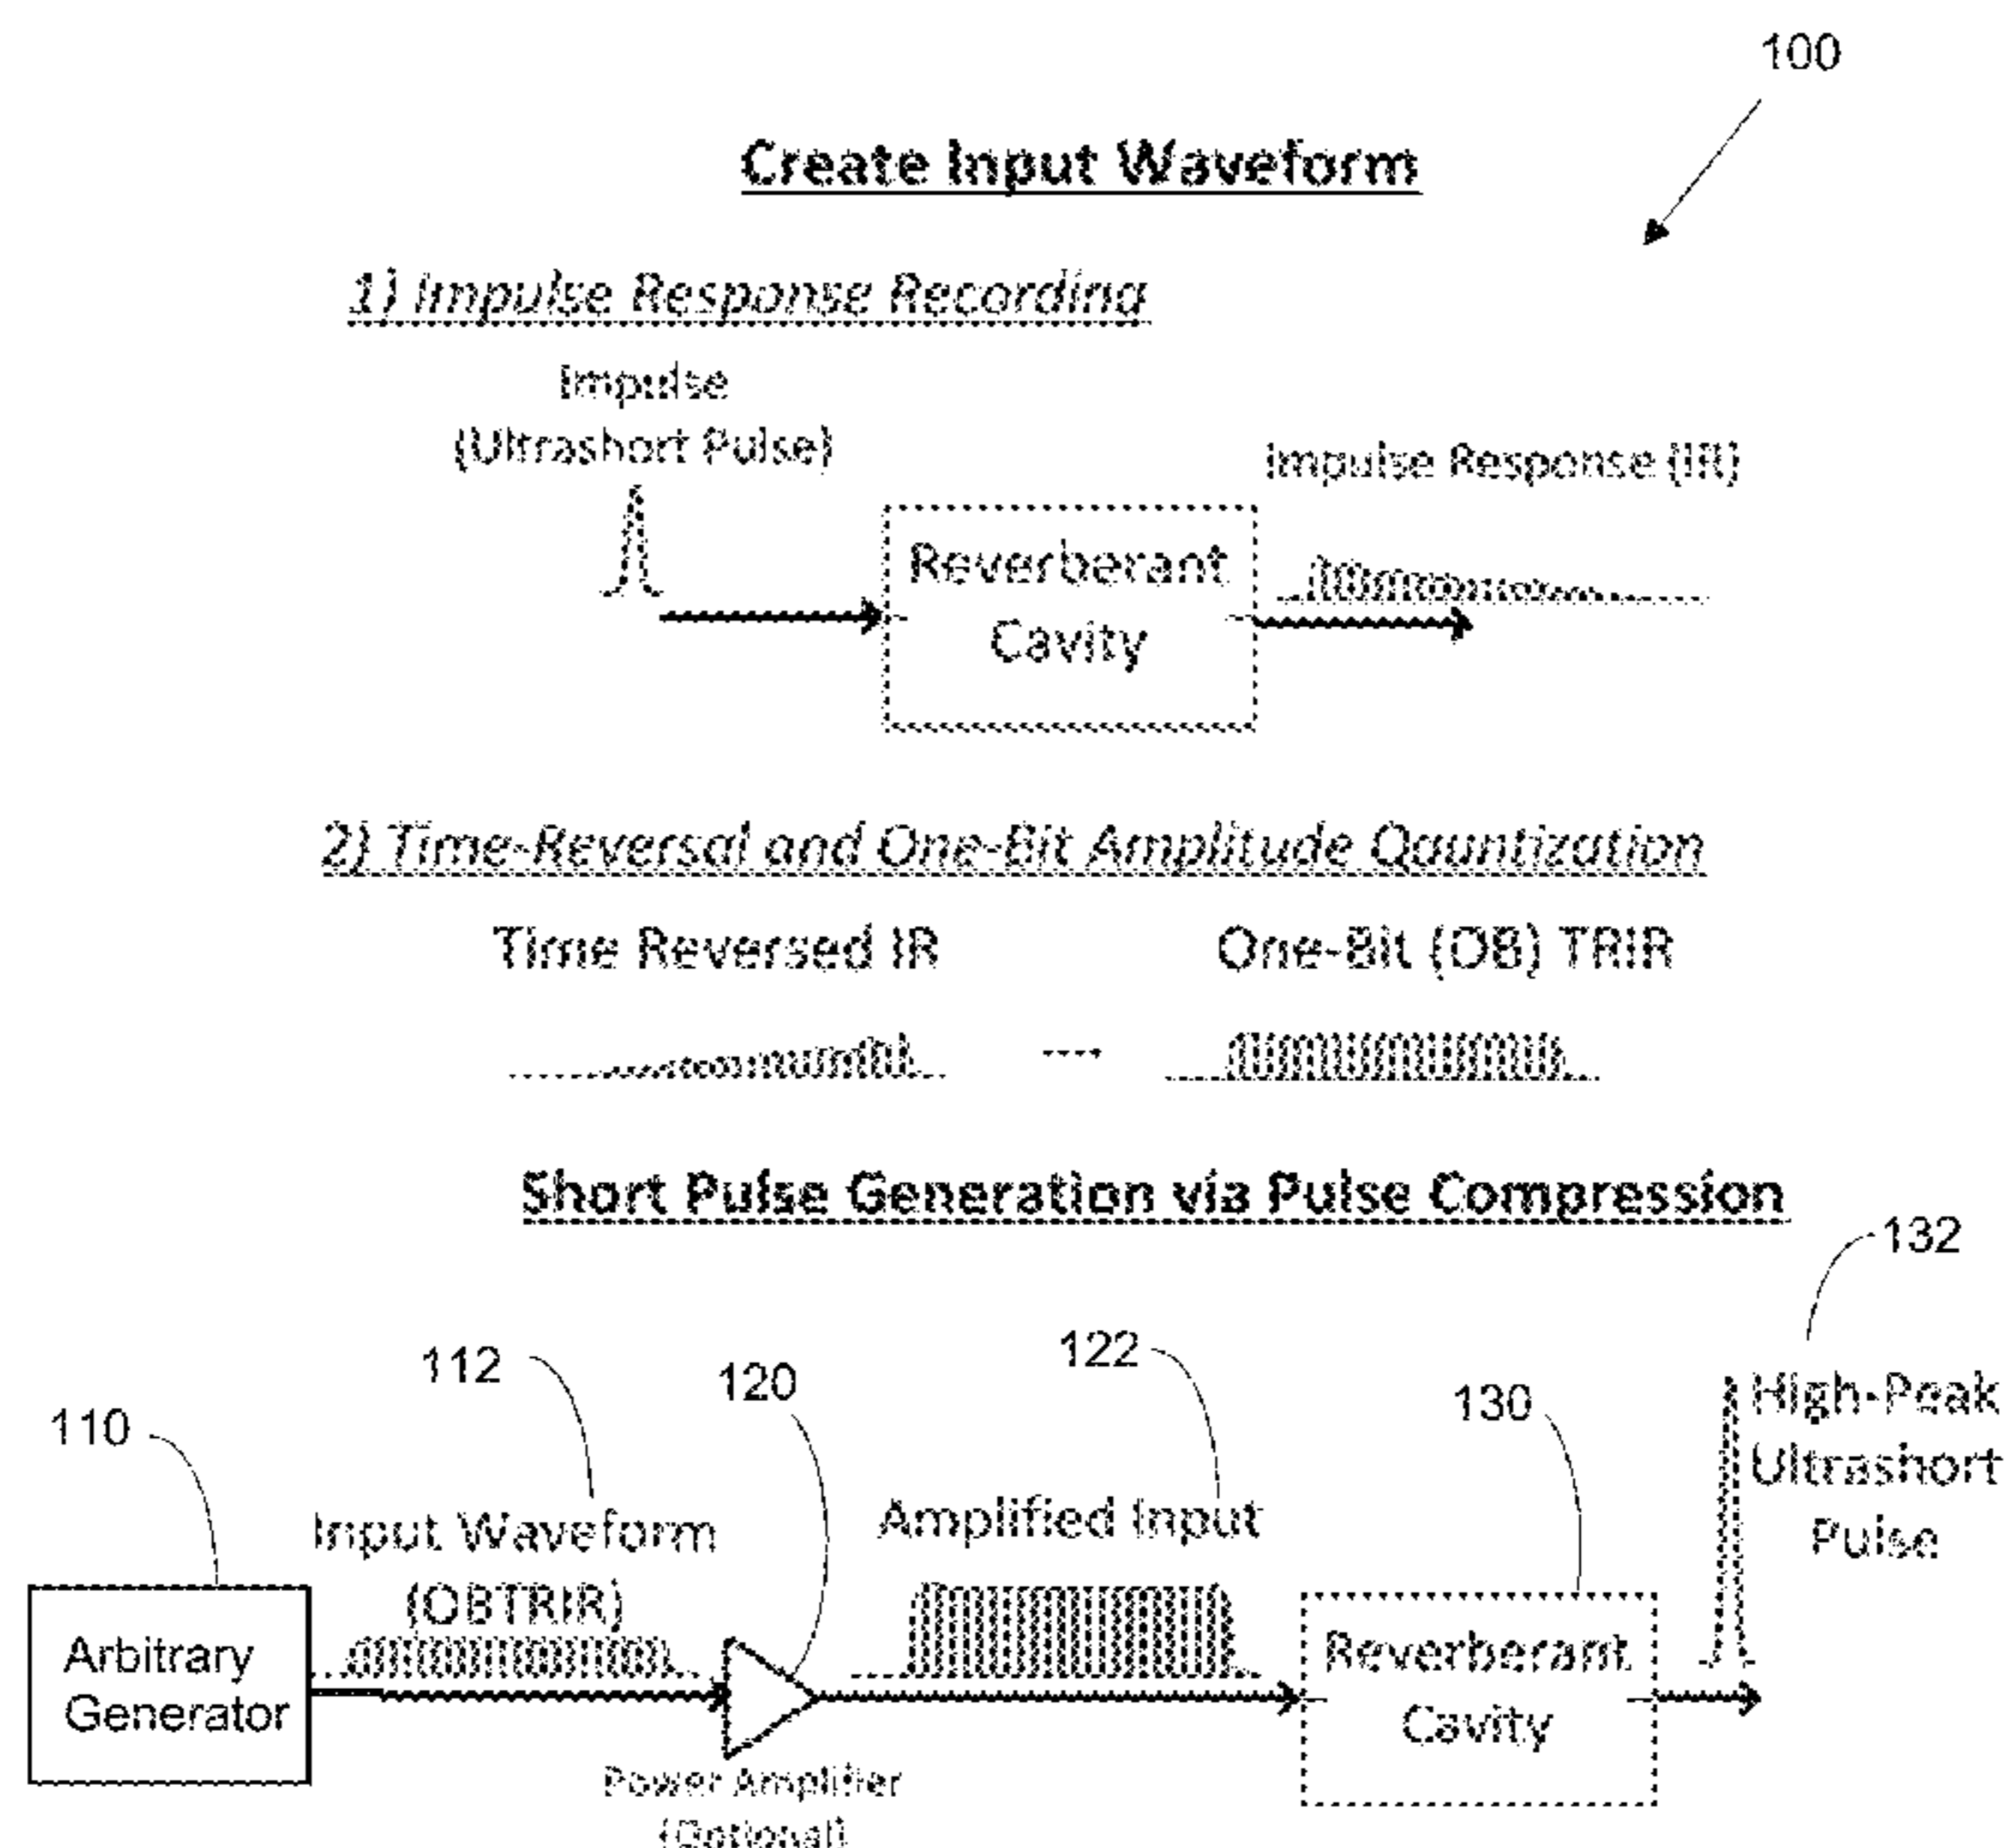 100
Create Input Waveform
1) Impulse Response Recording
Impulse
(Ultrashort Pulse)
Impulse Response (IR)
Reverberant
Cavity
2) Time-Reversal and One-Bit Amplitude Qauntization
Time Reversed IR
One-Bit (OB) TRIR
Short Pulse Generation via Pulse Compression
132
112
122
120
130
110
High-Peak
Ultrashort
Pulse
Input Waveform
(OBTRIR)
Amplified Input
Arbitrary
Generator
Reverberant
Cavity
Power Amplifier
(Optional)